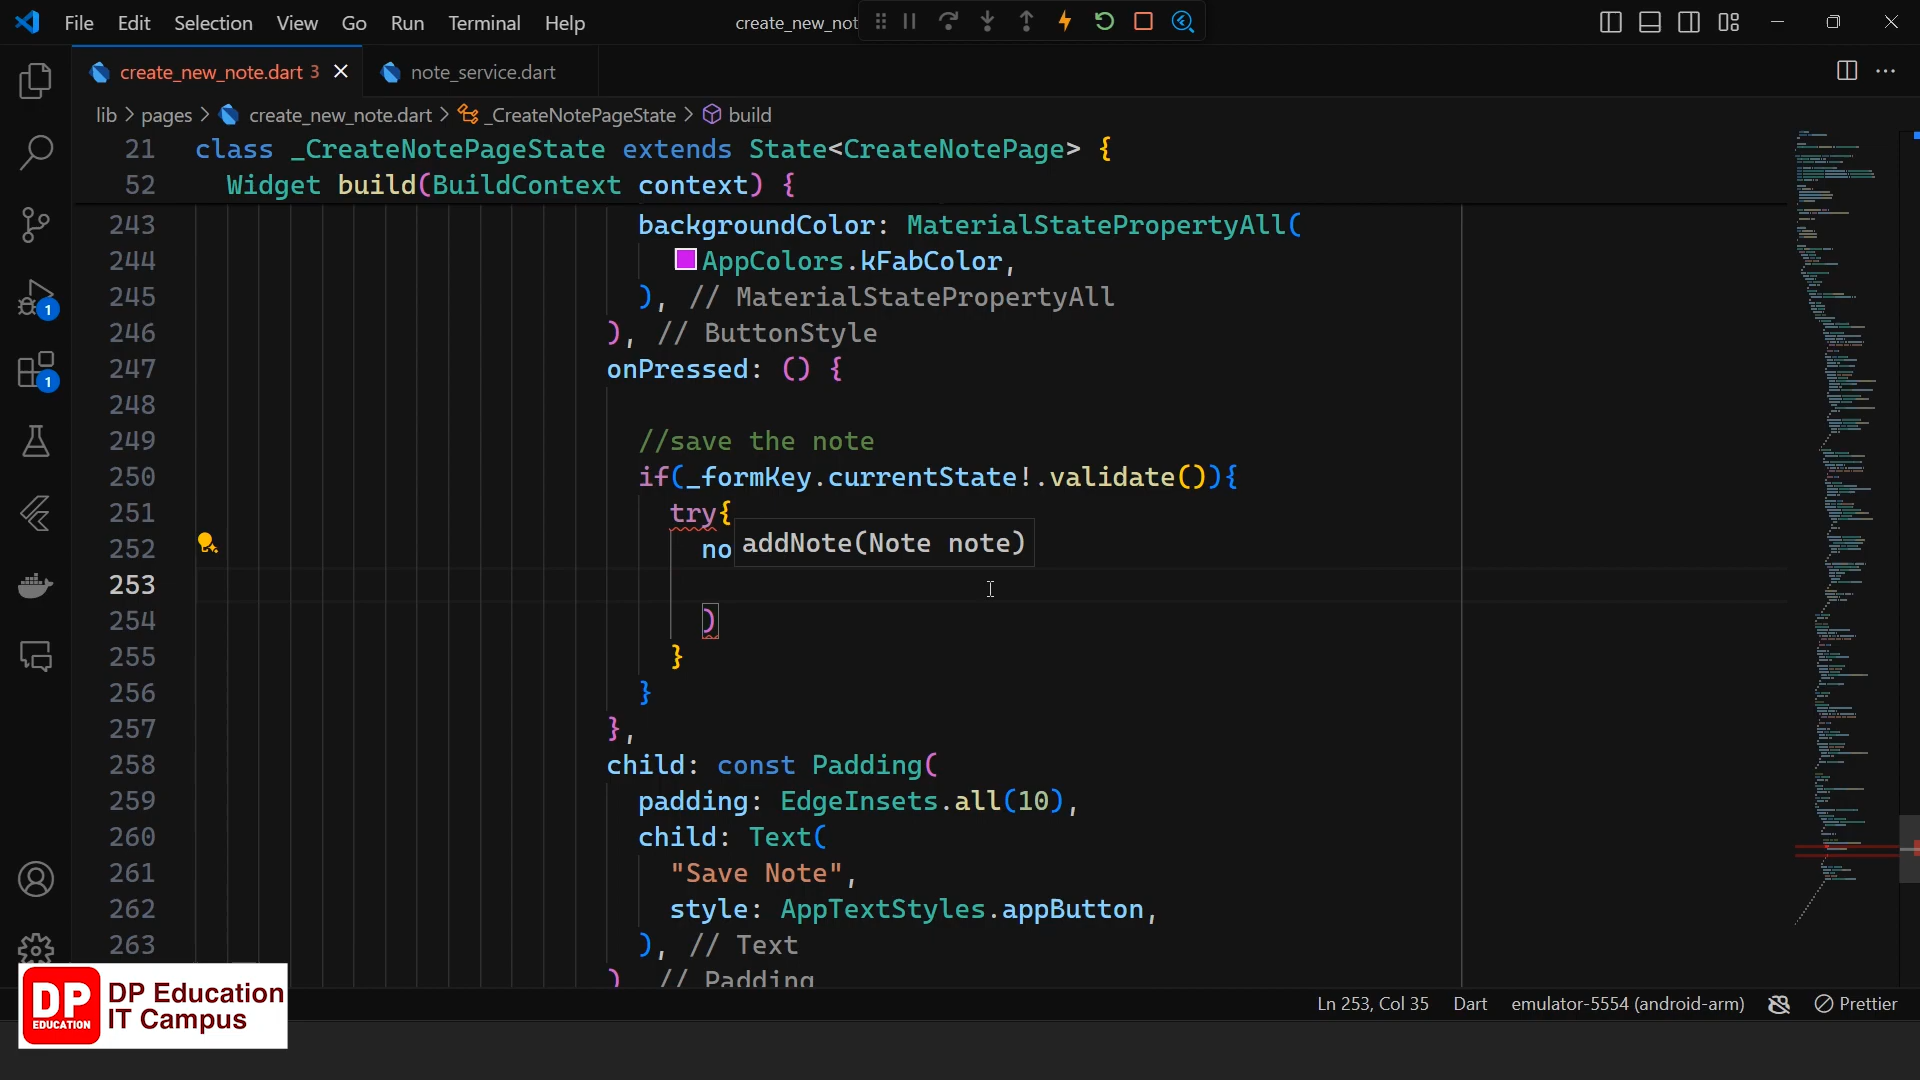 File Edit Selection View Go Run Terminal Help create_new_not
create_new_note.dart 3 note_service.dart
lib > pages > create_new_note.dart > _CreateNotePageState > build
21 class _CreateNotePageState extends State<CreateNotePage> {
52 Widget build(BuildContext context) {
243 backgroundColor: MaterialStatePropertyAll(
244 AppColors.kFabColor,
245 ), // MaterialStatePropertyAll
246 ), // ButtonStyle
247 onPressed: () {
248
249 //save the note
250 if(_formKey.currentState!.validate()){
251 try{
252 no addNote(Note note)
253
254 )
255 }
256 }
257 },
258 child: const Padding(
259 padding: EdgeInsets.all(10),
260 child: Text(
261 "Save Note",
262 style: AppTextStyles.appButton,
263 ), // Text
) // Padding
1
1
DP EDUCATION
DP Education
IT Campus
Ln 253, Col 35 Dart emulator-5554 (android-arm) Prettier